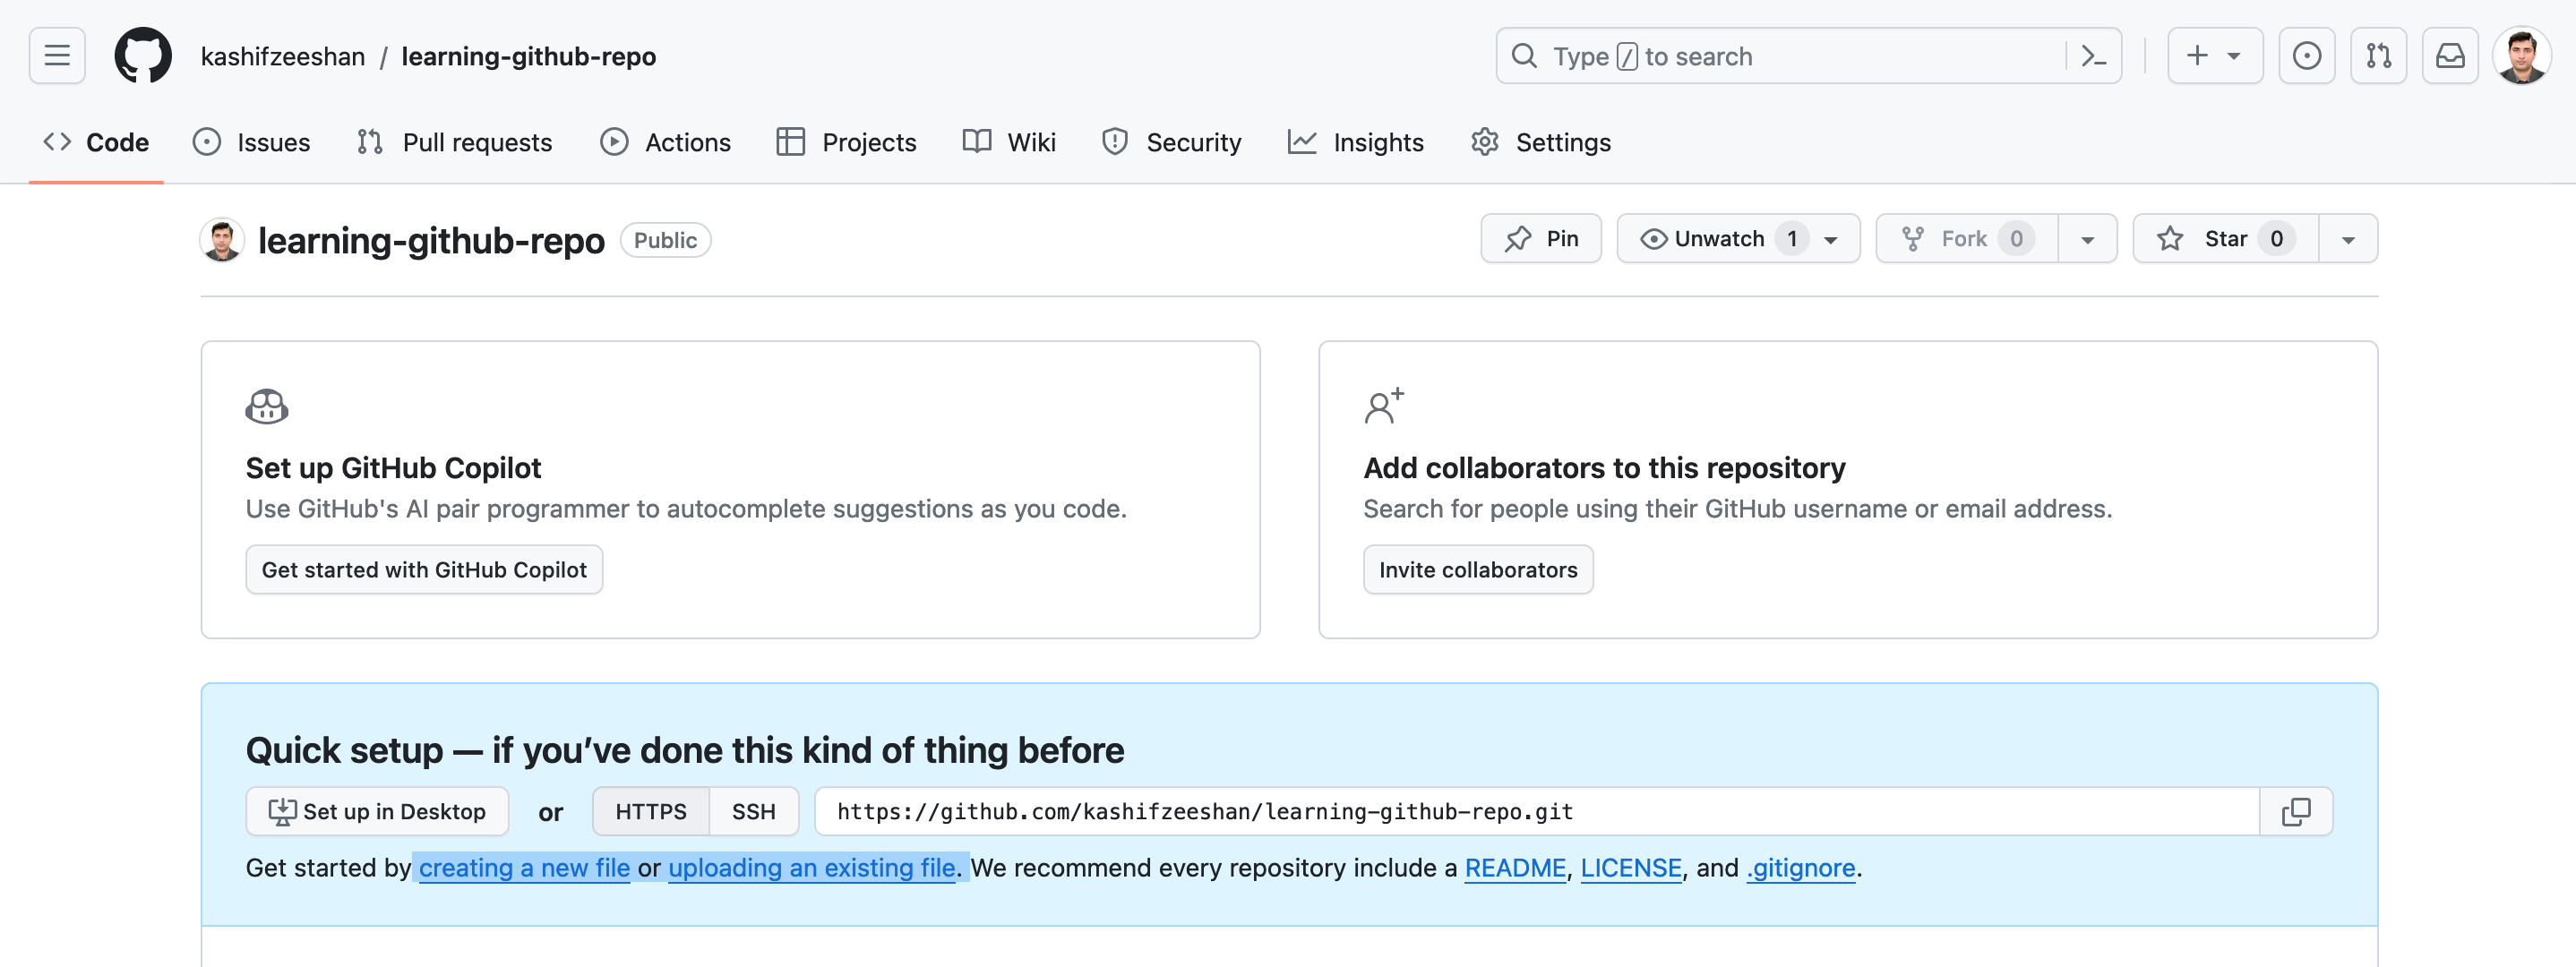 kashifzeeshan / learning-github-repo
Type / to search
Code Issues Pull requests Actions Projects Wiki Security Insights Settings
learning-github-repo Public
Pin Unwatch 1 Fork 0 Star 0
Set up GitHub Copilot
Use GitHub's AI pair programmer to autocomplete suggestions as you code.
Get started with GitHub Copilot
Add collaborators to this repository
Search for people using their GitHub username or email address.
Invite collaborators
Quick setup — if you’ve done this kind of thing before
Set up in Desktop or HTTPS SSH https://github.com/kashifzeeshan/learning-github-repo.git
Get started by creating a new file or uploading an existing file. We recommend every repository include a README, LICENSE, and .gitignore.